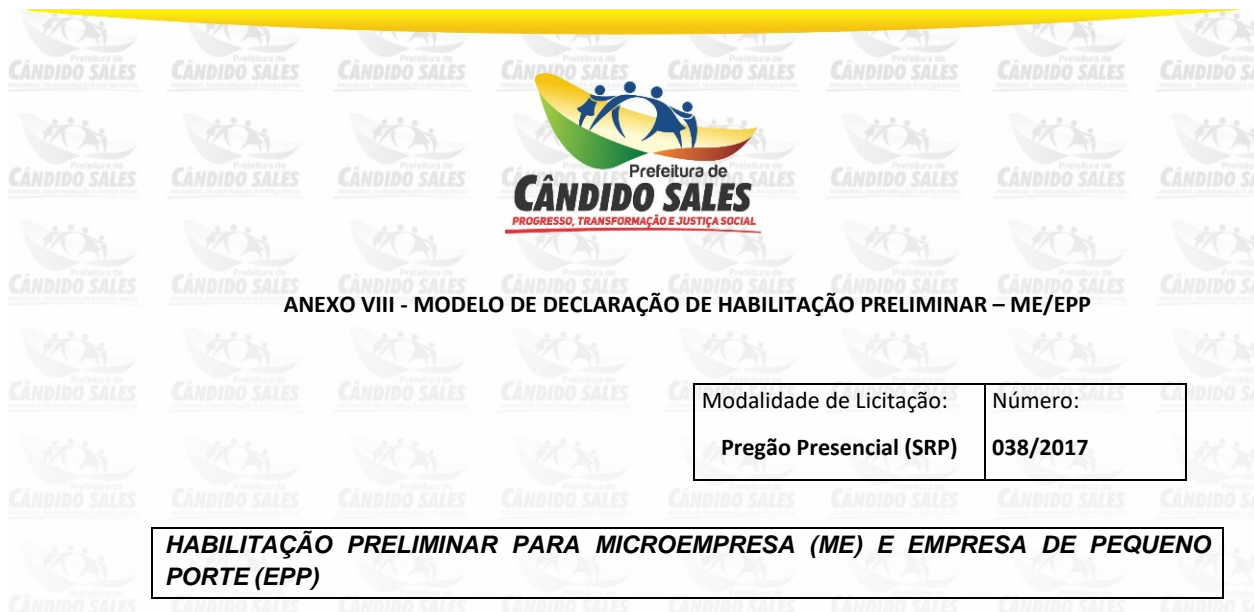 Prefeitura de
CÂNDIDO SALES
PROGRESSO, TRANSFORMAÇÃO E JUSTIÇA SOCIAL
ANEXO VIII - MODELO DE DECLARAÇÃO DE HABILITAÇÃO PRELIMINAR – ME/EPP
Modalidade de Licitação: Número:
Pregão Presencial (SRP) 038/2017
HABILITAÇÃO PRELIMINAR PARA MICROEMPRESA (ME) E EMPRESA DE PEQUENO
PORTE (EPP)